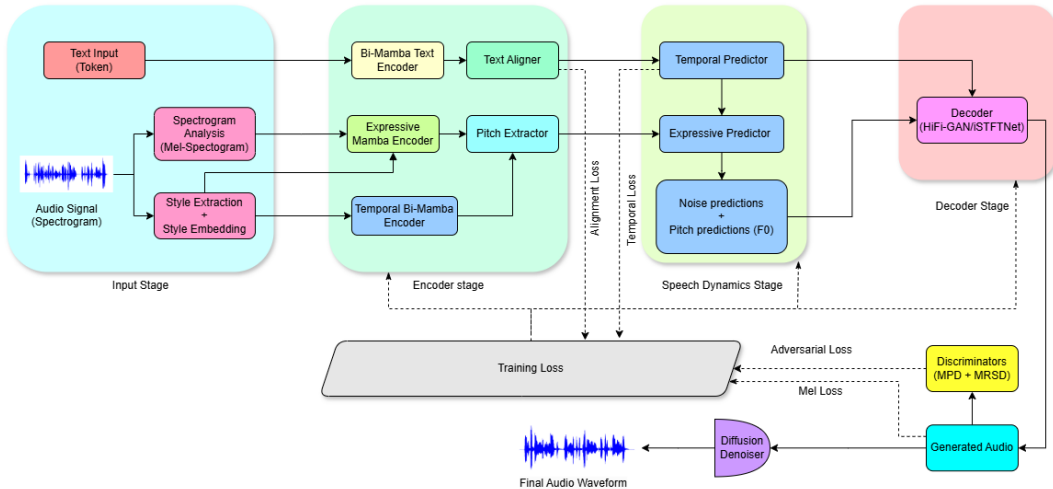 Text Input
(Token)
Bi-Mamba Text
Encoder
Text Aligner
Temporal Predictor
Spectrogram
Analysis
(Mel-Spectogram)
Expressive
Mamba Encoder
Pitch Extractor
Expressive Predictor
Decoder
(HiFi-GAN/iSTFTNet)
Audio Signal
(Spectrogram)
Style Extraction
+
Style Embedding
Temporal Bi-Mamba
Encoder
Noise predictions
+
Pitch predictions (F0)
Alignment Loss
Temporal Loss
Input Stage
Encoder stage
Speech Dynamics Stage
Decoder Stage
Training Loss
Adversarial Loss
Mel Loss
Discriminators
(MPD + MRSD)
Generated Audio
Diffusion
Denoiser
Final Audio Waveform